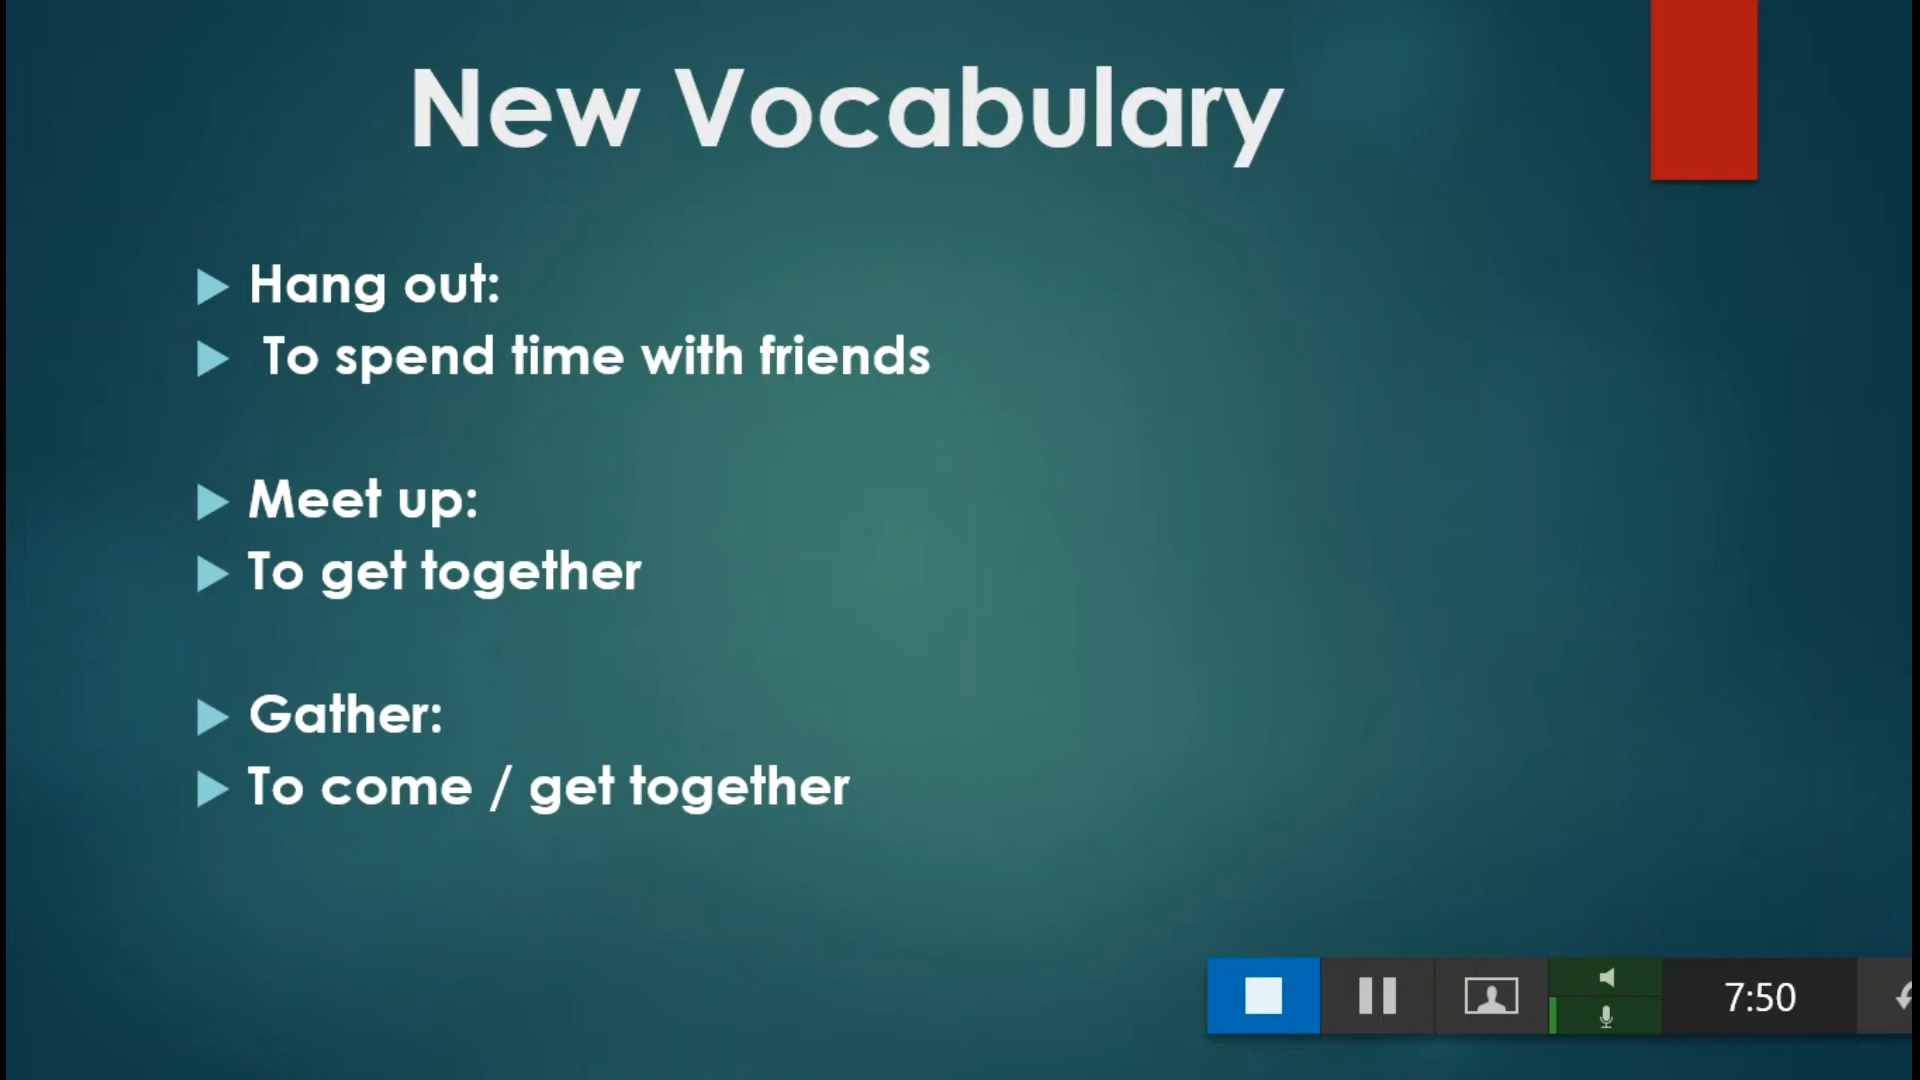 New Vocabulary
Hang out:
To spend time with friends
Meet up:
To get together
Gather:
To come / get together
7:50